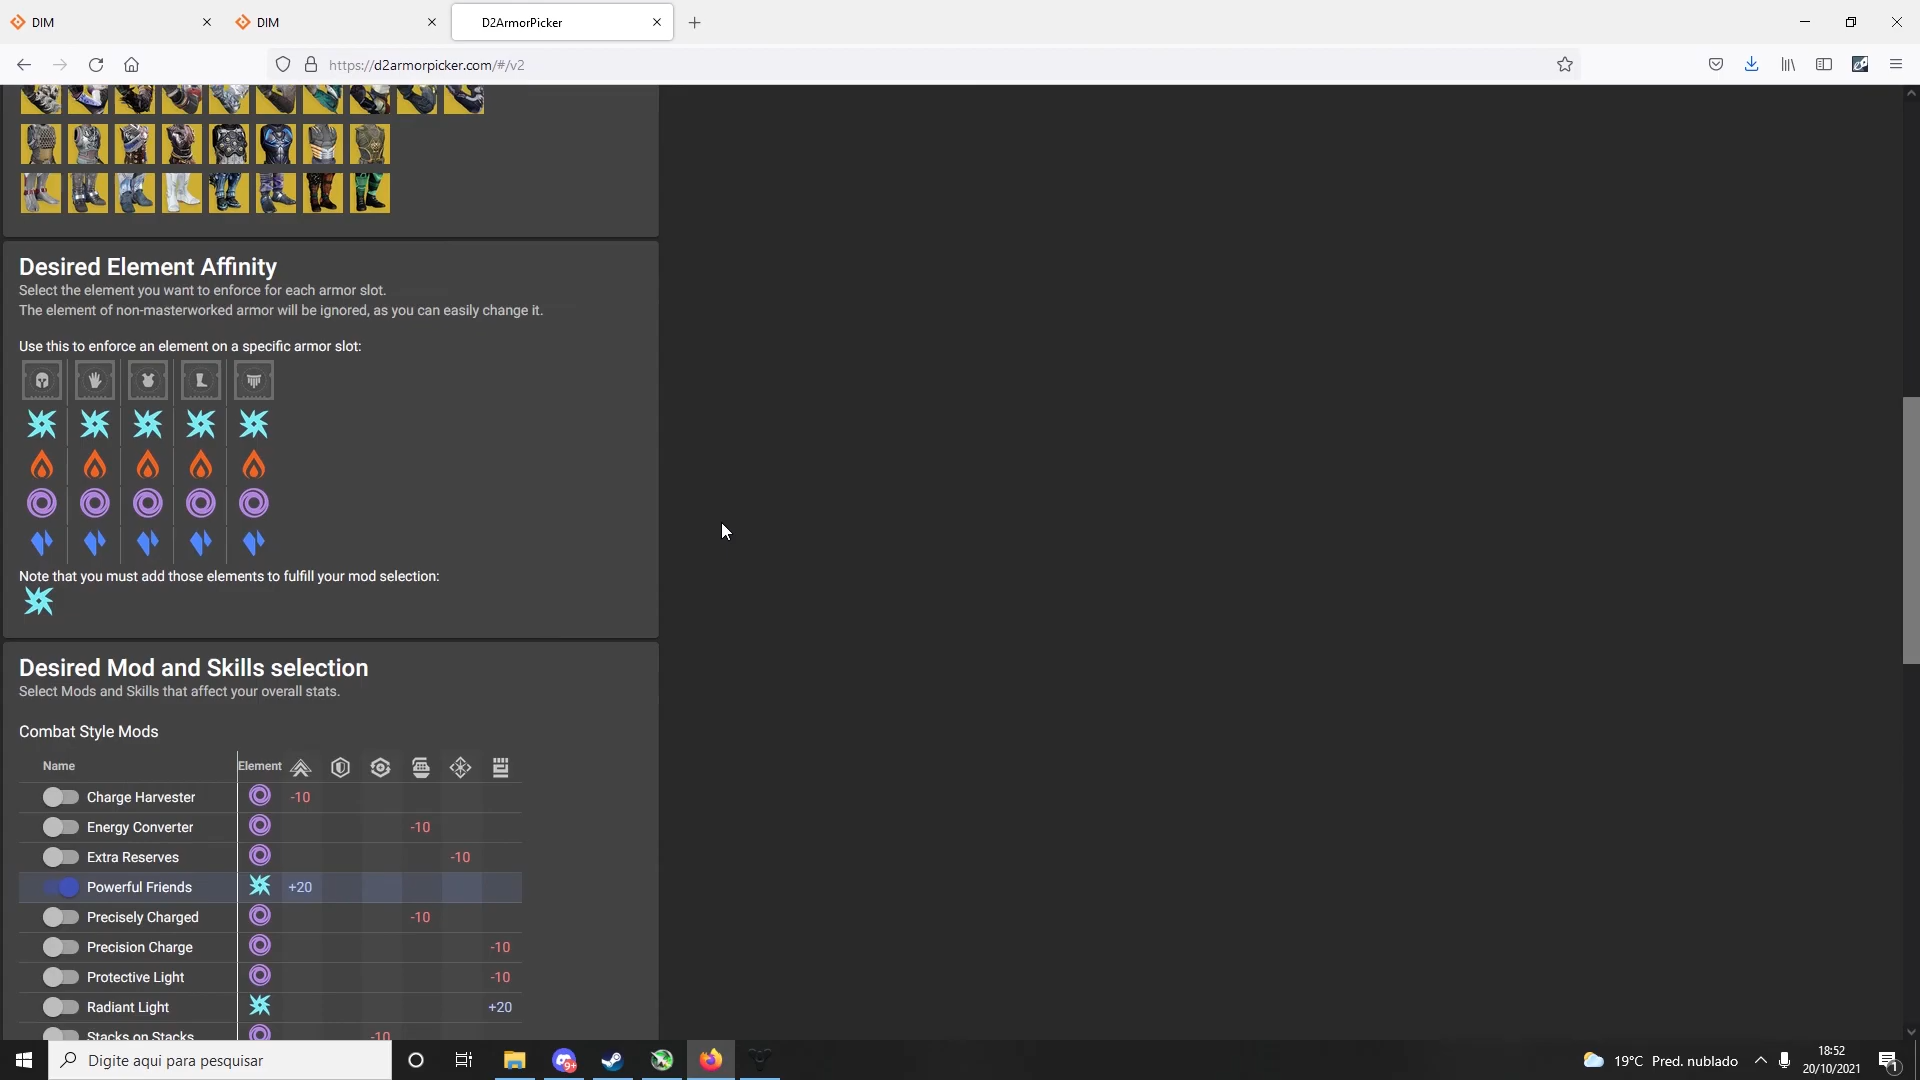 DIM
DIM
D2ArmorPicker
https://d2armorpicker.com/#/v2
Desired Element Affinity
Select the element you want to enforce for each armor slot.
The element of non-masterworked armor will be ignored, as you can easily change it.
Use this to enforce an element on a specific armor slot:
Note that you must add those elements to fulfill your mod selection:
Desired Mod and Skills selection
Select Mods and Skills that affect your overall stats.
Combat Style Mods
Name Element
Charge Harvester -10
Energy Converter -10
Extra Reserves -10
Powerful Friends +20
Precisely Charged -10
Precision Charge -10
Protective Light -10
Radiant Light +20
Stacks on Stacks -10
Digite aqui para pesquisar
9+
19°C Pred. nublado
18:52
20/10/2021
1